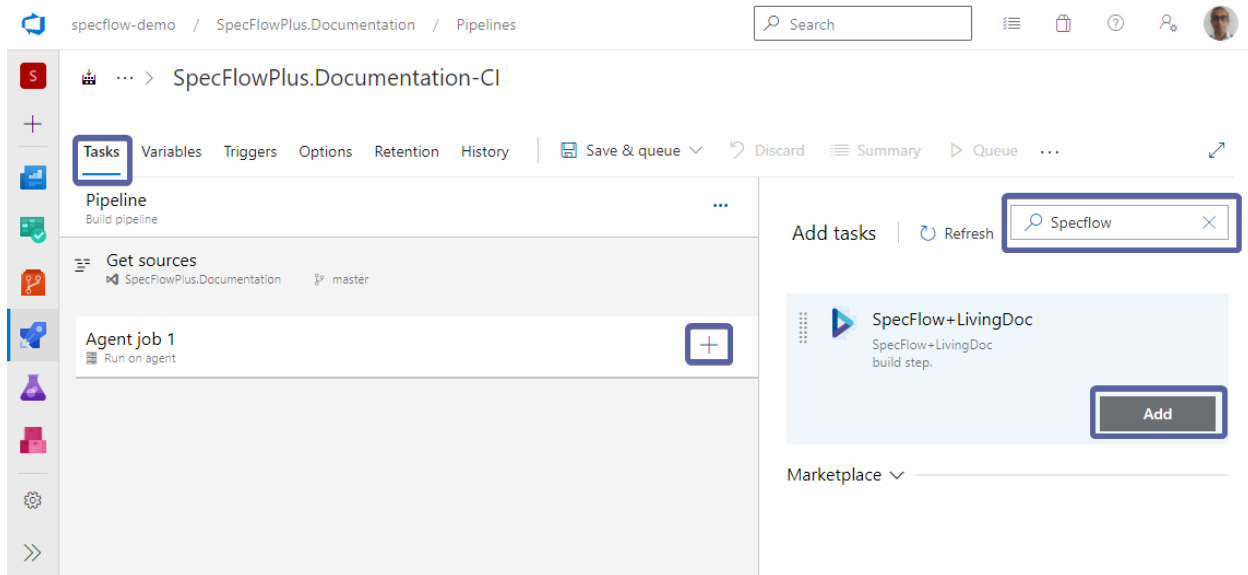 specflow-demo / SpecFlowPlus.Documentation / Pipelines
Search
S
... > SpecFlowPlus.Documentation-CI
Tasks Variables Triggers Options Retention History
Save & queue Discard Summary Queue ...
Pipeline
Build pipeline
Get sources
SpecFlowPlus.Documentation master
Agent job 1
Run on agent
Add tasks Refresh
Specflow
SpecFlow+LivingDoc
SpecFlow+LivingDoc
build step.
Add
Marketplace